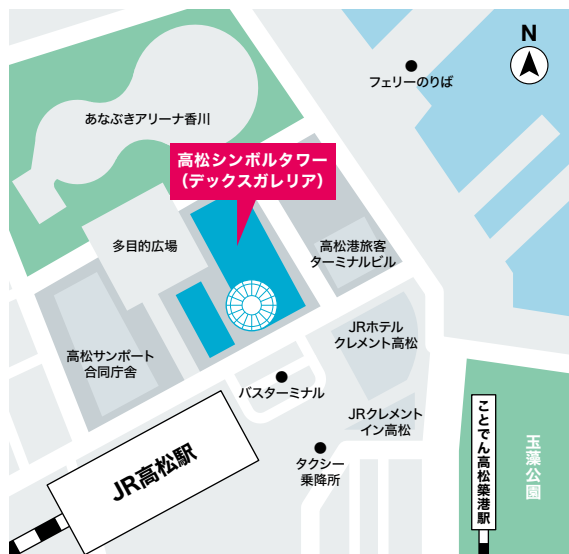 N
フェリーのりば
あなぶきアリーナ香川
高松シンボルタワー
(デックスガレリア)
多目的広場
高松港旅客
ターミナルビル
JRホテル
クレメント高松
高松サンポート
合同庁舎
バスターミナル
JRクレメント
イン高松
JR高松駅
タクシー
乗降所
ことでん高松築港駅
玉藻公園